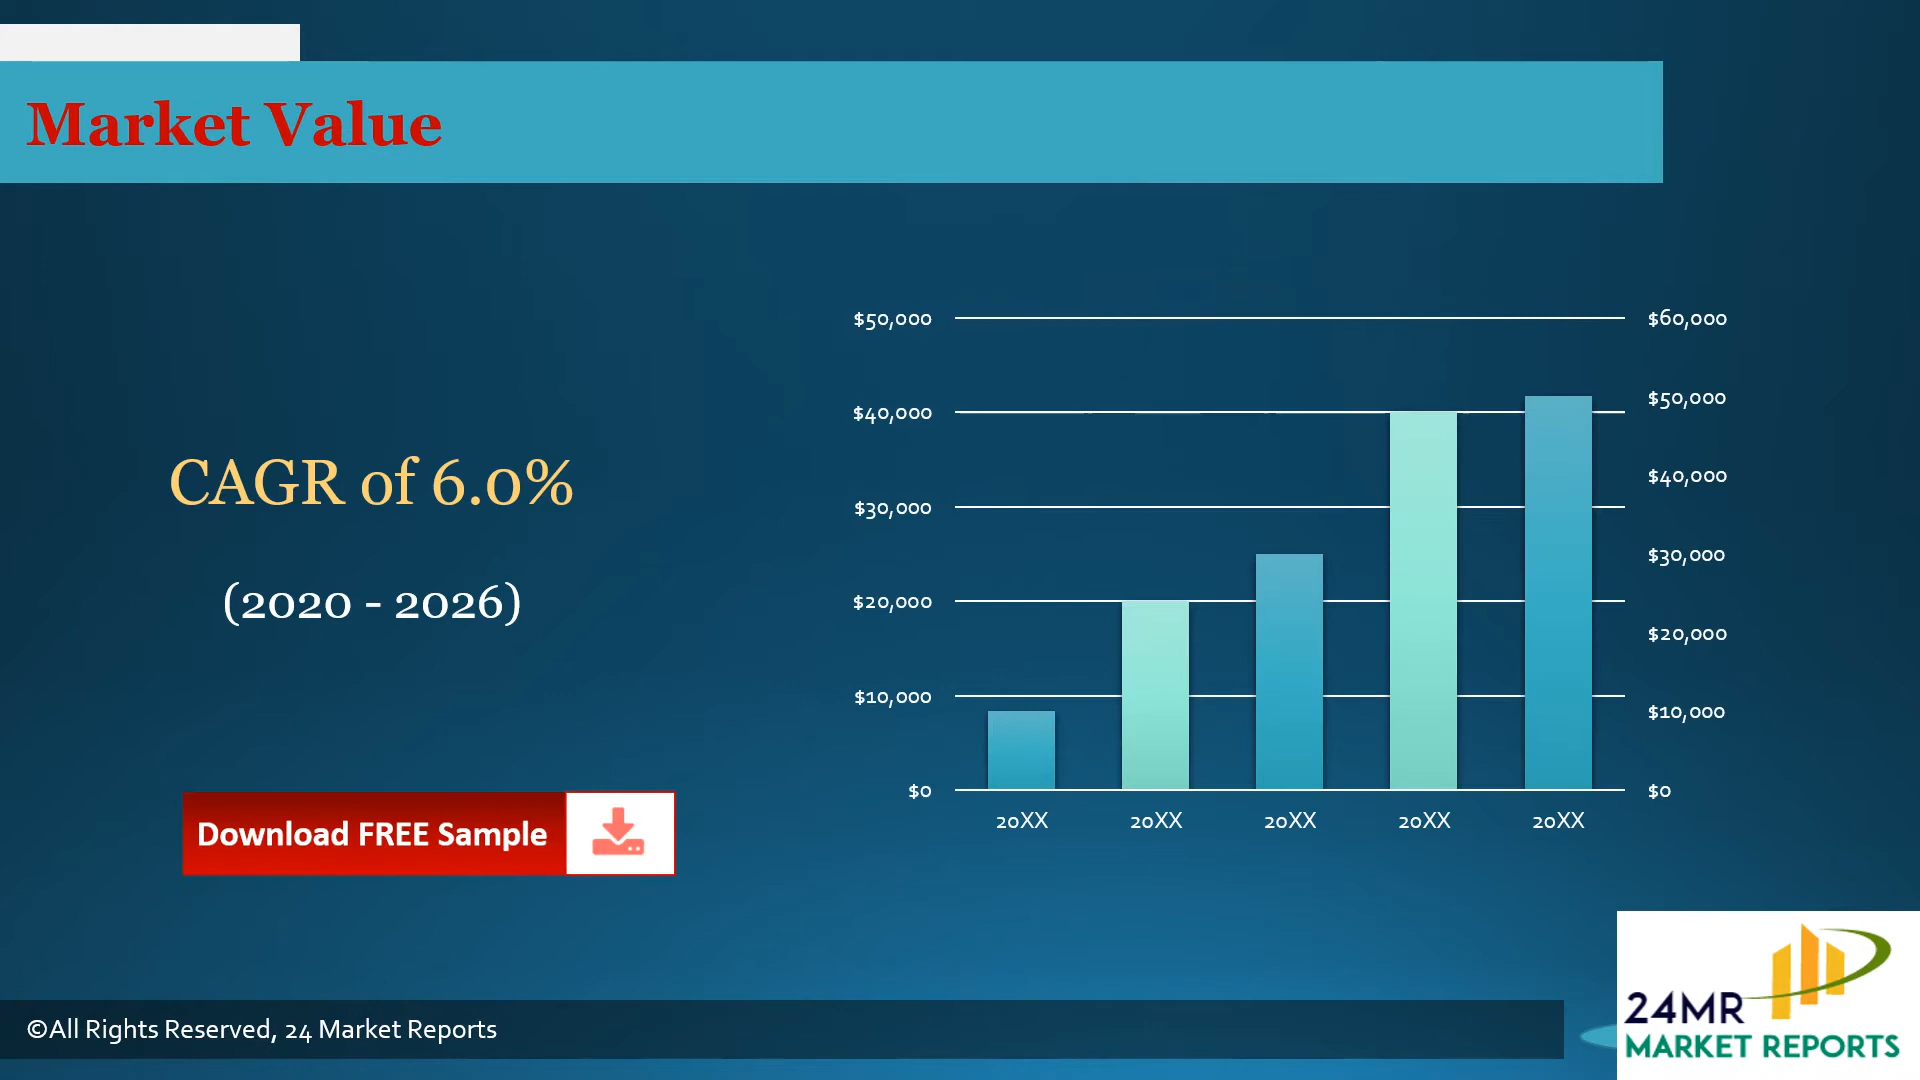 Market Value
CAGR of 6.0%
(2020 - 2026)
Download FREE Sample
$50,000
$40,000
$30,000
$20,000
$10,000
$0
$60,000
$50,000
$40,000
$30,000
$20,000
$10,000
$0
20XX 20XX 20XX 20XX 20XX
©All Rights Reserved, 24 Market Reports
24MR
MARKET REPORTS